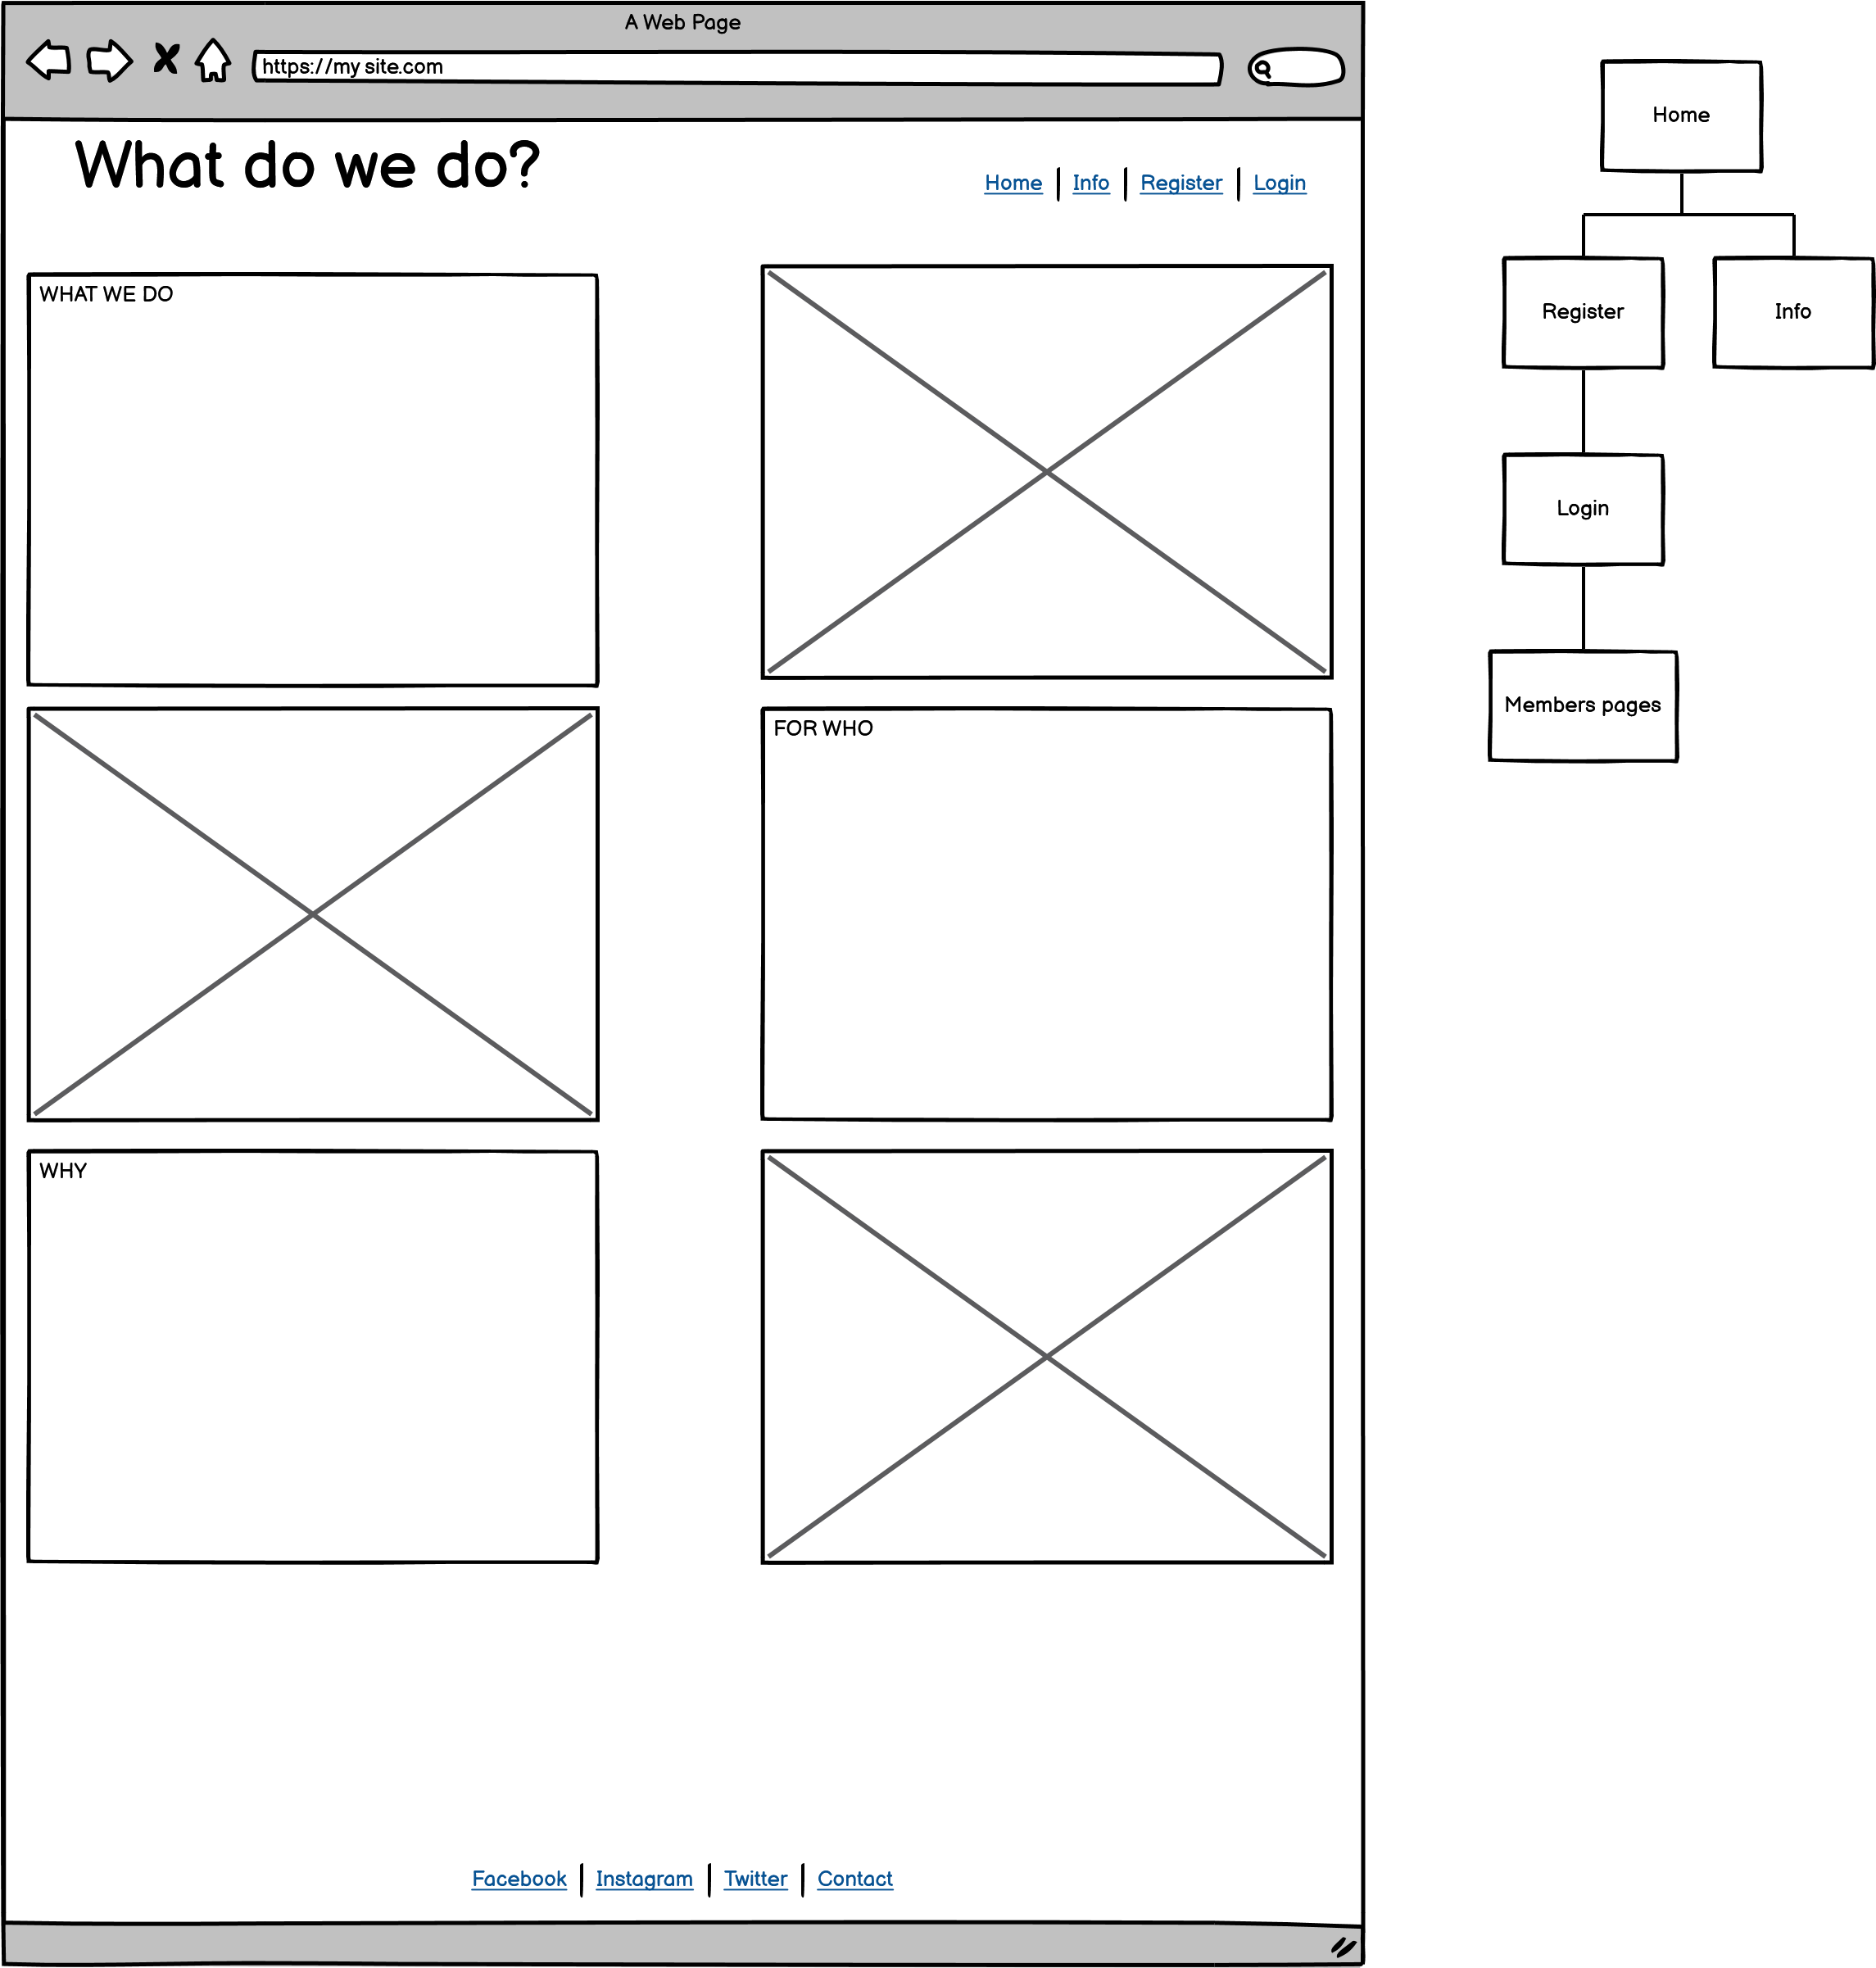 A Web Page
https://my site.com
What do we do?
Home | Info | Register | Login
WHAT WE DO
FOR WHO
WHY
Facebook | Instagram | Twitter | Contact
Home
Register
Info
Login
Members pages